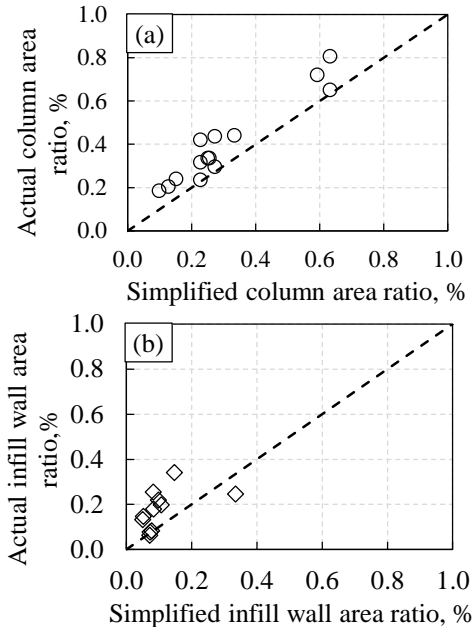 (a)
Actual column area
ratio, %
1.0
0.8
0.6
0.4
0.2
0.0
0.0 0.2 0.4 0.6 0.8 1.0
Simplified column area ratio, %
(b)
Actual infill wall area
ratio,%
1.0
0.8
0.6
0.4
0.2
0.0
0.0 0.2 0.4 0.6 0.8 1.0
Simplified infill wall area ratio, %